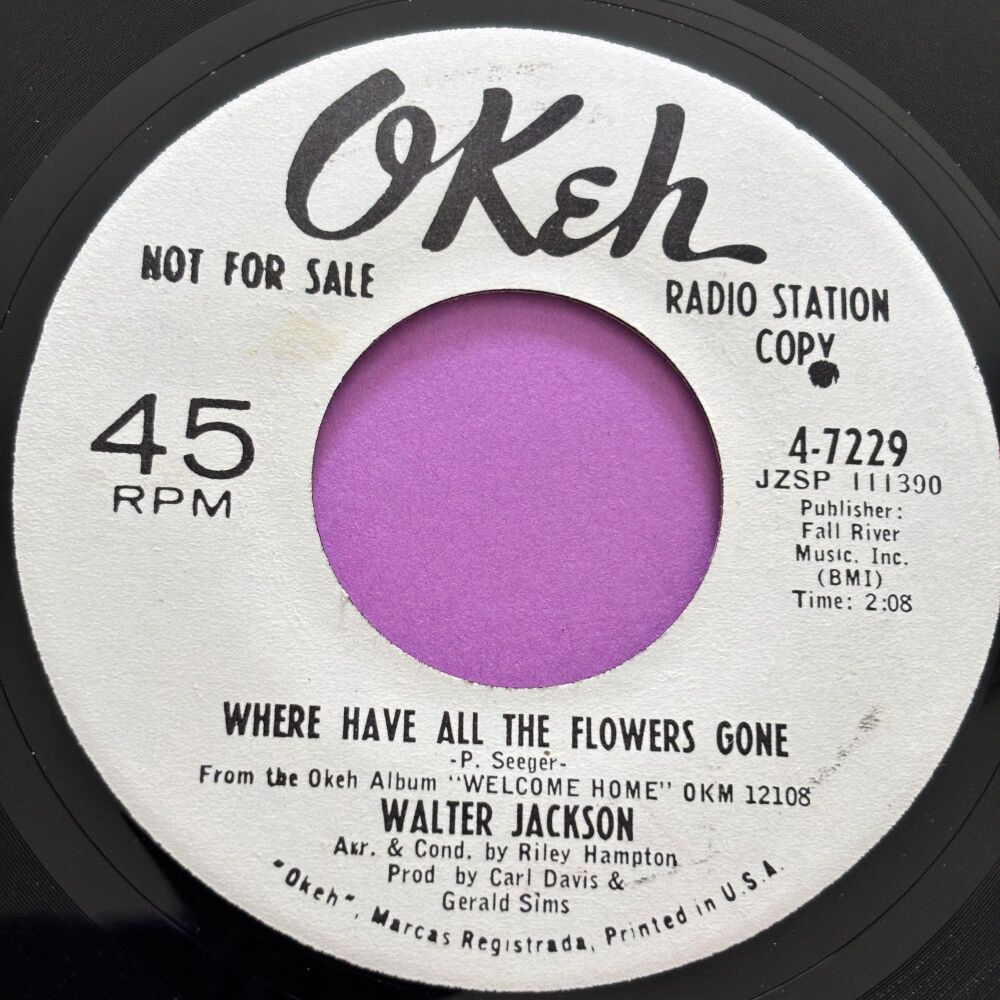 OKeh
NOT FOR SALE
RADIO STATION
COPY
45
RPM
4-7229
JZSP 111390
Publisher:
Fall River
Music. Inc.
(BMI)
Time: 2:08
WHERE HAVE ALL THE FLOWERS GONE
-P. Seeger-
From the Okeh Album "WELCOME HOME" OKM 12108
WALTER JACKSON
Arr. & Cond. by Riley Hampton
Prod by Carl Davis &
Gerald Sims
"Okeh", Marcas Registrada, Printed in U.S.A.